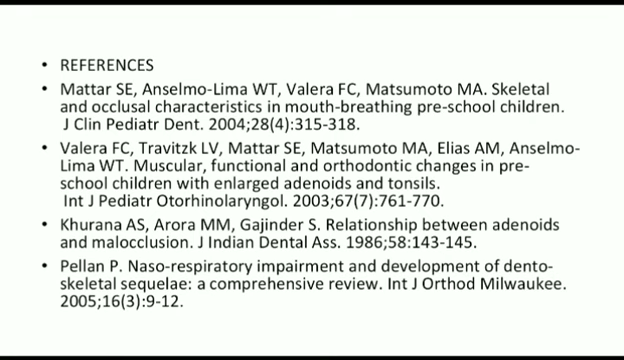 • REFERENCES
• Mattar SE, Anselmo-Lima WT, Valera FC, Matsumoto MA. Skeletal
and occlusal characteristics in mouth-breathing pre-school children.
J Clin Pediatr Dent. 2004;28(4):315-318.
• Valera FC, Travitzk LV, Mattar SE, Matsumoto MA, Elias AM, Anselmo-
Lima WT. Muscular, functional and orthodontic changes in pre-
school children with enlarged adenoids and tonsils.
Int J Pediatr Otorhinolaryngol. 2003;67(7):761-770.
• Khurana AS, Arora MM, Gajinder S. Relationship between adenoids
and malocclusion. J Indian Dental Ass. 1986;58:143-145.
• Pellan P. Naso-respiratory impairment and development of dento-
skeletal sequelae: a comprehensive review. Int J Orthod Milwaukee.
2005;16(3):9-12.